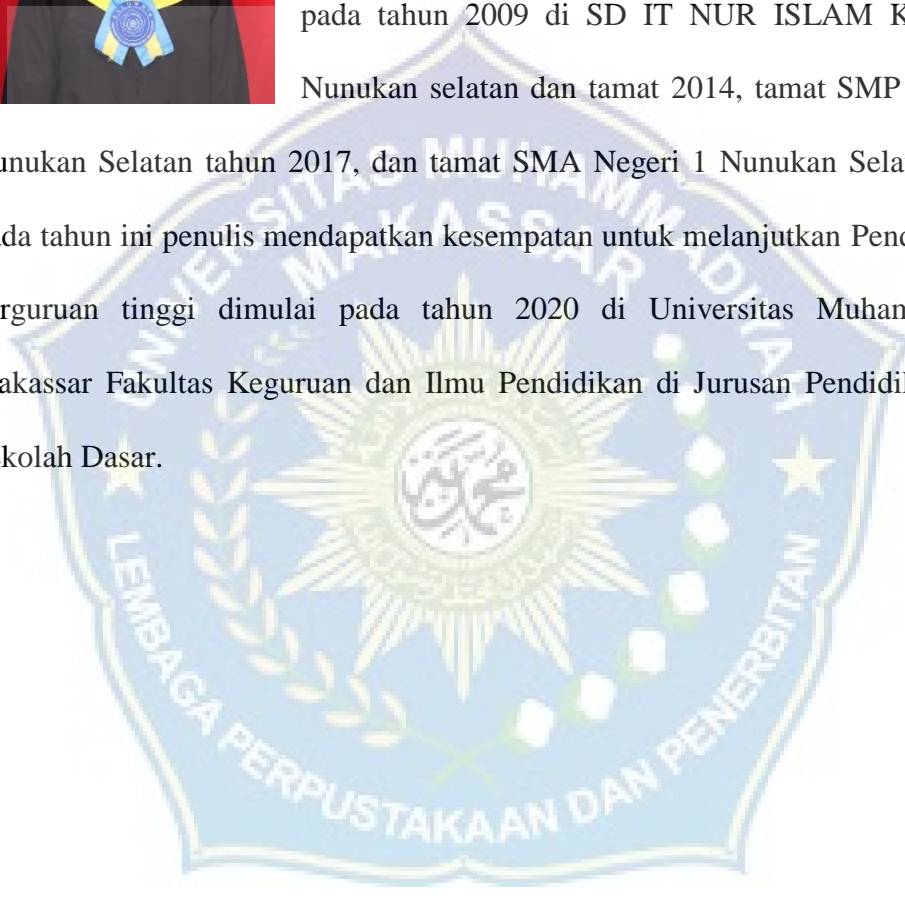 pada tahun 2009 di SD IT NUR ISLAM K
Nunukan selatan dan tamat 2014, tamat SMP
unukan Selatan tahun 2017, dan tamat SMA Negeri 1 Nunukan Sela
da tahun ini penulis mendapatkan kesempatan untuk melanjutkan Pend
rguruan tinggi dimulai pada tahun 2020 di Universitas Muham
akassar Fakultas Keguruan dan Ilmu Pendidikan di Jurusan Pendidi
kolah Dasar.
UNIVERSITAS MUHAMMADIYAH
MAKASSAR
LEMBAGA PERPUSTAKAAN DAN PENERBITAN